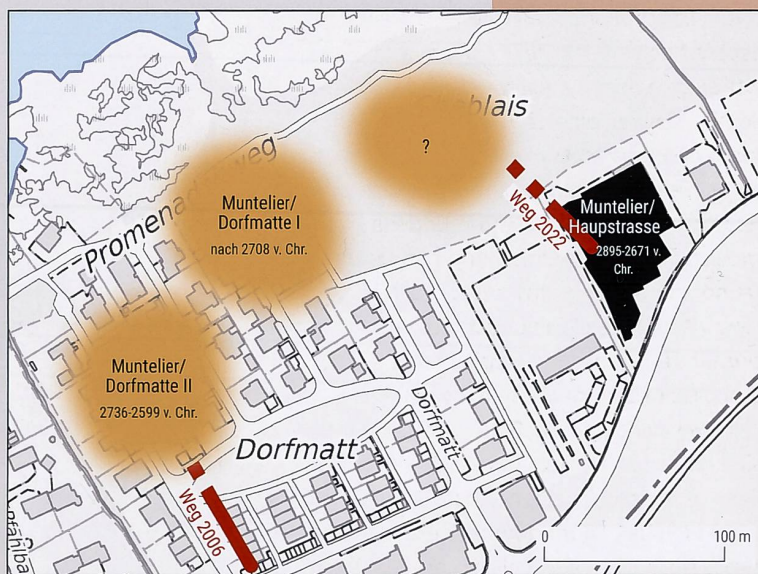 blais
?
Promenadenweg
Muntelier/
Dorfmatte I
nach 2708 v. Chr.
Weg 2022
Muntelier/
Haupstrasse
2895-2671 v.
Chr.
Muntelier/
Dorfmatte II
2736-2599 v. Chr.
Dorfmatt
Dorfmatt
Weg 2006
Pfahlba
0
100 m